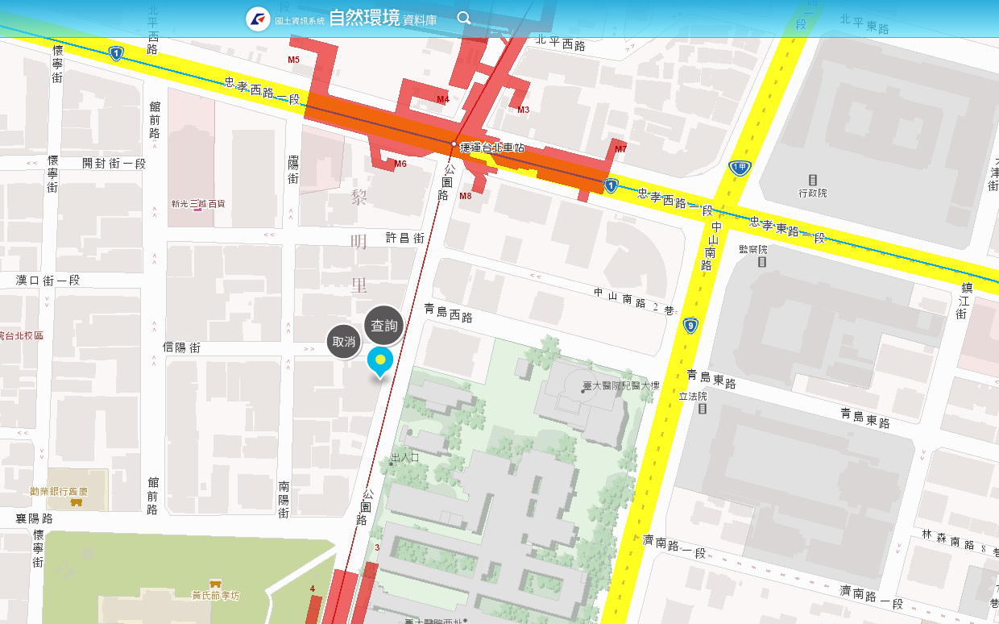 國土資訊系統 自然環境 資料庫
北平西路
北平西路
北平東路
段
懷寧街
1
M5
忠孝西路一段
M4
M3
館前路
捷運台北車站
M7
M6
懷寧街
開封街一段
南陽街
公園路
1甲
M8
黎明里
1
行政院
新光三越百貨
忠孝西路一段
忠孝東路一段
許昌街
中山南路
監察院
漢口街一段
鎮江街
中山南路2巷
青島西路
查詢
取消
9
院台北校區
信陽街
青島東路
臺大醫院兒醫大樓
立法院
青島東路
出入口
勸業銀行舊廈
館前路
南陽街
公園路
襄陽路
懷寧街
林森南路8巷
濟南路一段
3
4
黃氏節孝坊
濟南路一段
巷
臺大醫院西址